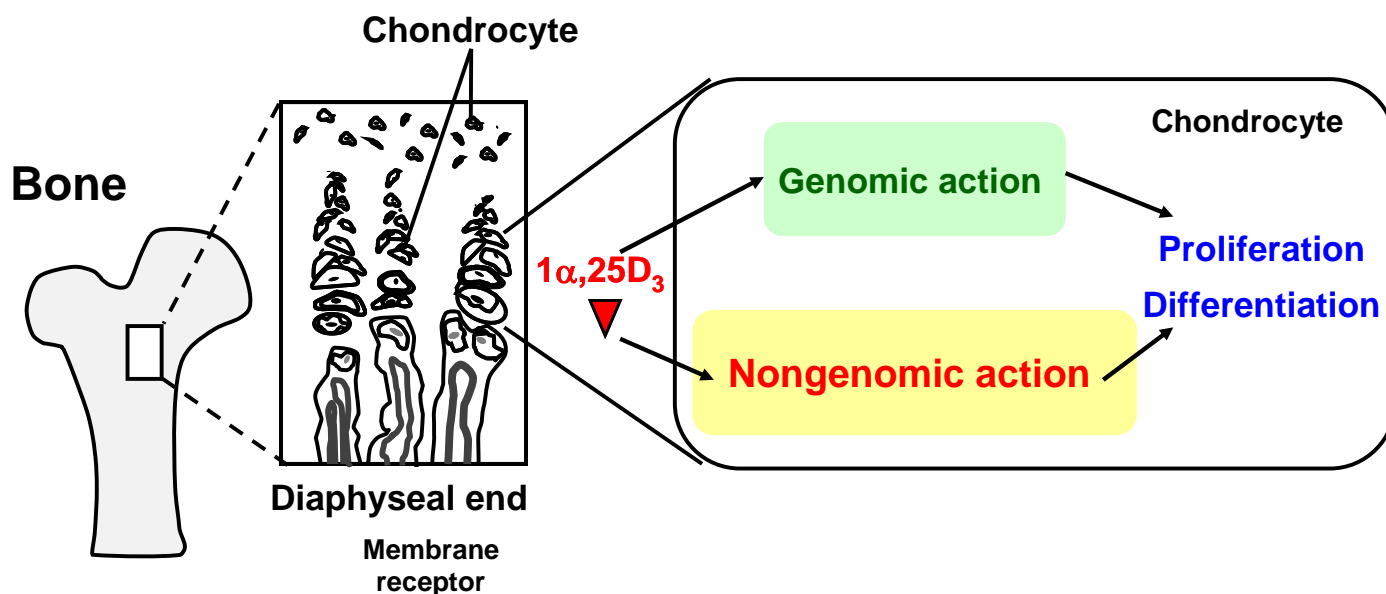 Chondrocyte
Bone
Chondrocyte
Genomic action
1α,25D₃
Proliferation
Differentiation
Nongenomic action
Diaphyseal end
Membrane
receptor